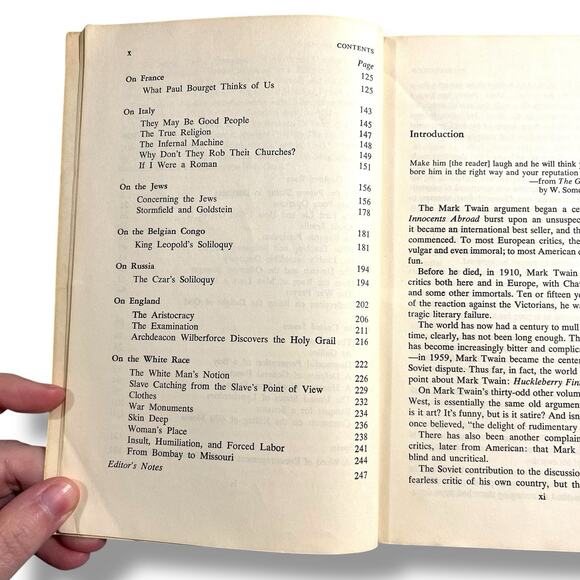 x CONTENTS
Page
On France 125
What Paul Bourget Thinks of Us 125
On Italy 143
They May Be Good People 145
The True Religion 147
The Infernal Machine 148
Why Don't They Rob Their Churches? 149
If I Were a Roman 151
On the Jews 156
Concerning the Jews 156
Stormfield and Goldstein 178
On the Belgian Congo 181
King Leopold's Soliloquy 181
On Russia 194
The Czar's Soliloquy 194
On England 202
The Aristocracy 206
The Examination 211
Archdeacon Wilberforce Discovers the Holy Grail 216
On the White Race 222
The White Man's Notion 226
Slave Catching from the Slave's Point of View 229
Clothes 232
War Monuments 234
Skin Deep 236
Woman's Place 238
Insult, Humiliation, and Forced Labor 241
From Bombay to Missouri 244
Editor's Notes 247
Introduction
Make him [the reader] laugh and he will think
bore him in the right way and your reputation
—from The
by W.
The Mark Twain argument began a
Innocents Abroad burst upon an
it became an international best seller, and
commenced. To most European critics, the
vulgar and even immoral; to most American
fun.
Before he died, in 1910, Mark Twain
critics both here and in Europe, with
and some other immortals. Ten or fifteen
of the reaction against the Victorians, he
tragic literary failure.
The world has now had a century to mull
time, clearly, has not been long enough. The
has become increasingly bitter and
—in 1959, Mark Twain became the
Soviet dispute. Thus far, in fact, the world
point about Mark Twain: Huckleberry
On Mark Twain's thirty-odd other
West, is essentially the same old
is it art? It's funny, but is it satire? And
once believed, "the delight of rudimentary
There has also been another
critics, later from American: that Mark
blind and uncritical.
The Soviet contribution to the
fearless critic of his own country, but
xi